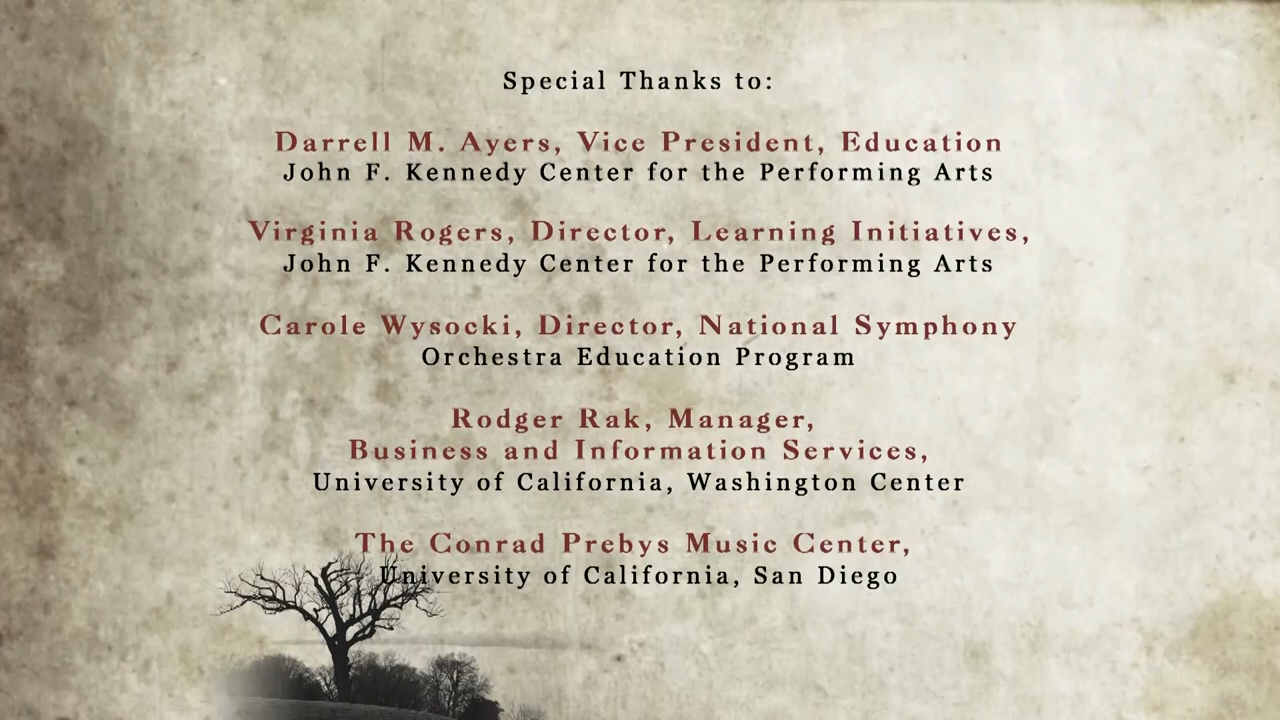 Special Thanks to:
Darrell M. Ayers, Vice President, Education
John F. Kennedy Center for the Performing Arts
Virginia Rogers, Director, Learning Initiatives,
John F. Kennedy Center for the Performing Arts
Carole Wysocki, Director, National Symphony
Orchestra Education Program
Rodger Rak, Manager,
Business and Information Services,
University of California, Washington Center
The Conrad Prebys Music Center,
University of California, San Diego